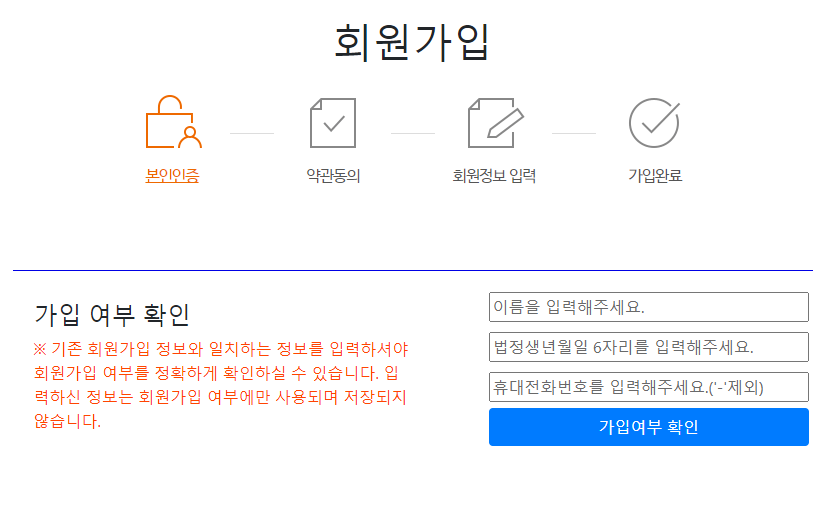 회원가입
본인인증
약관동의
회원정보 입력
가입완료
가입 여부 확인
※ 기존 회원가입 정보와 일치하는 정보를 입력하셔야
회원가입 여부를 정확하게 확인하실 수 있습니다. 입
력하신 정보는 회원가입 여부에만 사용되며 저장되지
않습니다.
이름을 입력해주세요.
법정생년월일 6자리를 입력해주세요.
휴대전화번호를 입력해주세요.('-'제외)
가입여부 확인